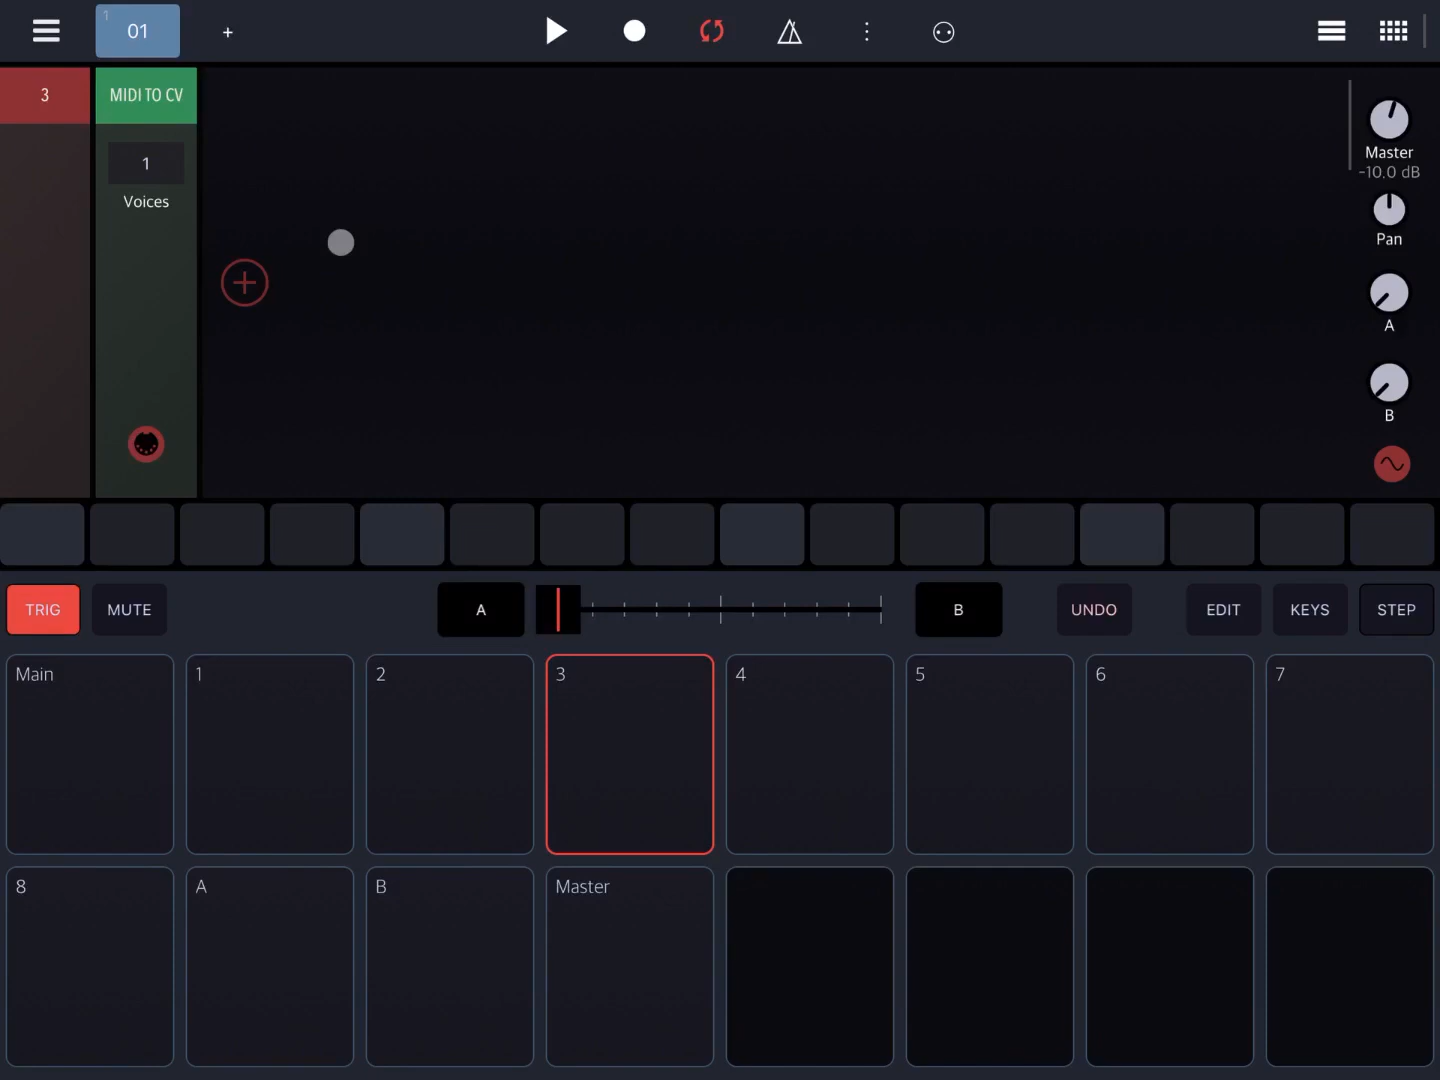 1
01
+
3
MIDI TO CV
1
Voices
Master
-10.0 dB
Pan
A
B
TRIG
MUTE
A
B
UNDO
EDIT
KEYS
STEP
Main
1
2
3
4
5
6
7
8
A
B
Master